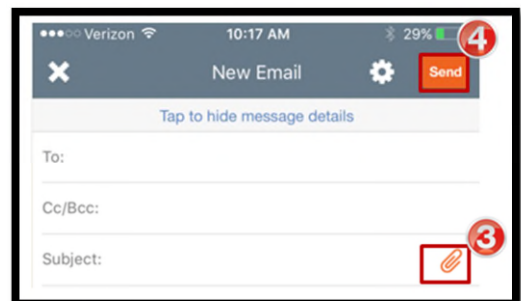 Verizon 10:17 AM 29%
4
New Email Send
Tap to hide message details
To:
Cc/Bcc:
3
Subject: